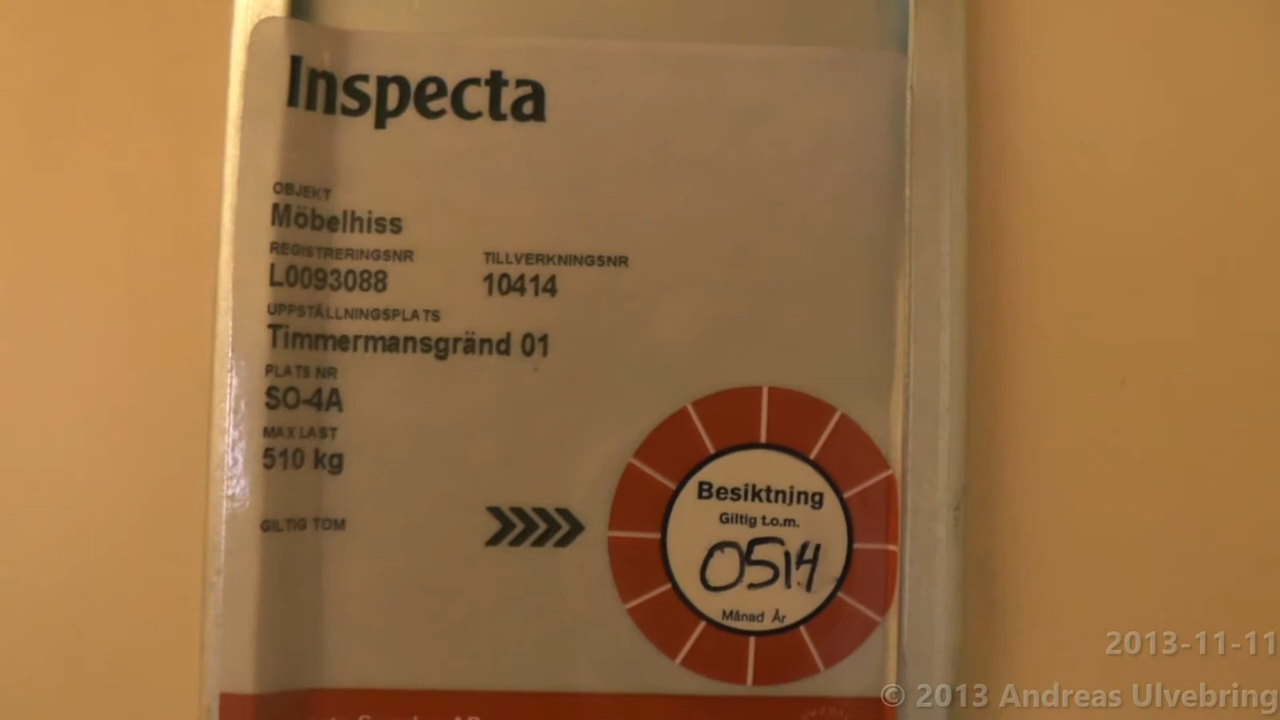 Inspecta
OBJEKT
Möbelhiss
REGISTRERINGSNR TILLVERKNINGSNR
L0093088 10414
UPPSTÄLLNINGSPLATS
Timmermansgränd 01
PLATS NR
SO-4A
MAX LAST
510 kg
GILTIG TOM
Besiktning
Giltig t.o.m.
0514
Månad År
2013-11-11
© 2013 Andreas Ulvebring